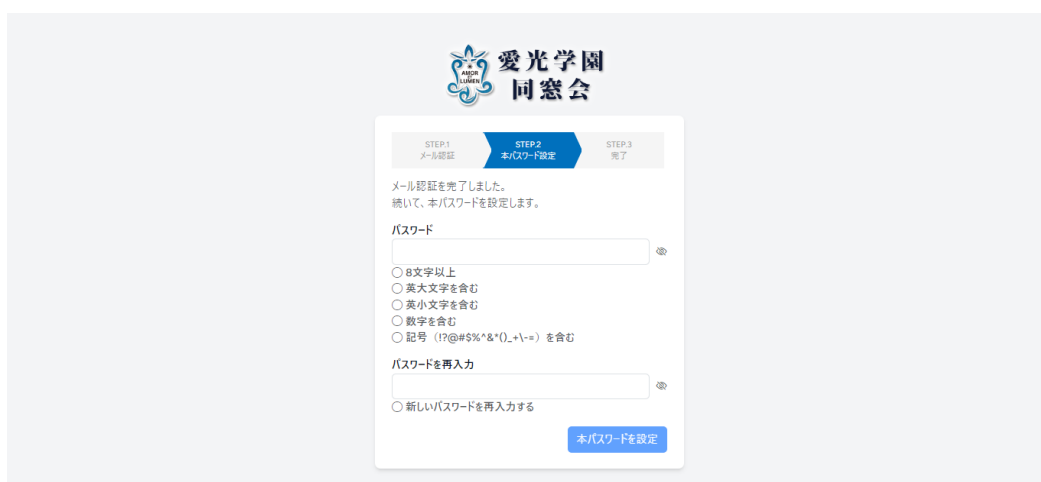 AMOR
LUMEN
愛光学園
同窓会
STEP.1
メール認証
STEP.2
本パスワード設定
STEP.3
完了
メール認証を完了しました。
続いて、本パスワードを設定します。
パスワード
8文字以上
英大文字を含む
英小文字を含む
数字を含む
記号（!?@#$%^&*()_+\-=）を含む
パスワードを再入力
新しいパスワードを再入力する
本パスワードを設定